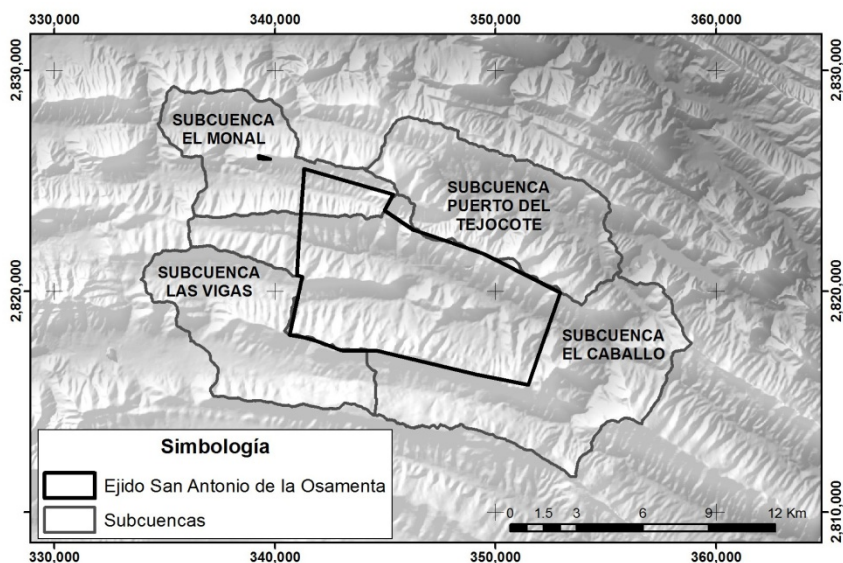 330,000 340,000 350,000 360,000
2,830,000 2,830,000
SUBCUENCA
EL MONAL
SUBCUENCA
PUERTO DEL
TEJOCOTE
SUBCUENCA
LAS VIGAS
2,820,000 2,820,000
SUBCUENCA
EL CABALLO
Simbología
Ejido San Antonio de la Osamenta
Subcuencas
0 1.5 3 6 9 12 Km
2,810,000
330,000 340,000 350,000 360,000